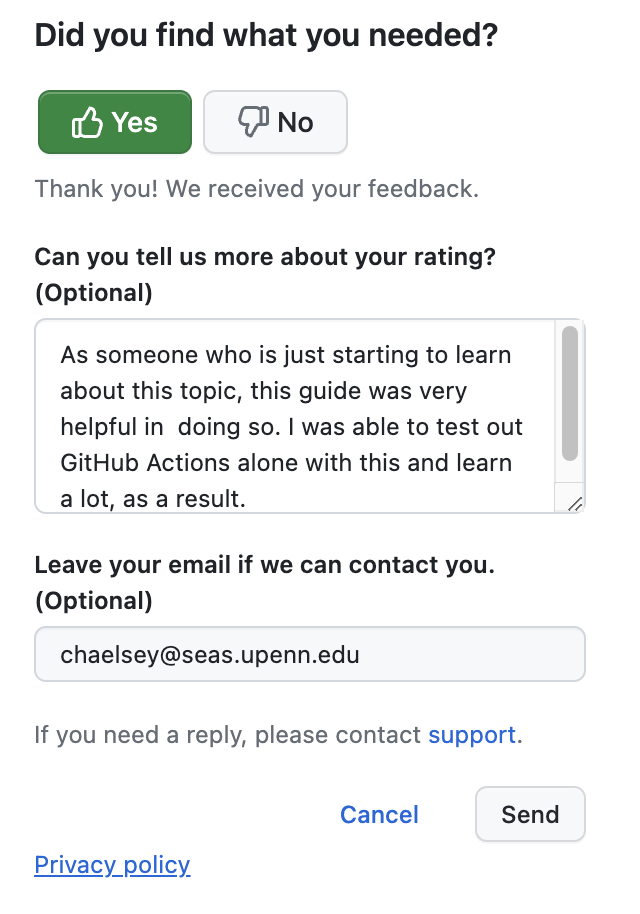 Did you find what you needed?
Yes
No
Thank you! We received your feedback.
Can you tell us more about your rating?
(Optional)
As someone who is just starting to learn
about this topic, this guide was very
helpful in  doing so. I was able to test out
GitHub Actions alone with this and learn
a lot, as a result.
Leave your email if we can contact you.
(Optional)
chaelsey@seas.upenn.edu
If you need a reply, please contact support.
Cancel
Send
Privacy policy